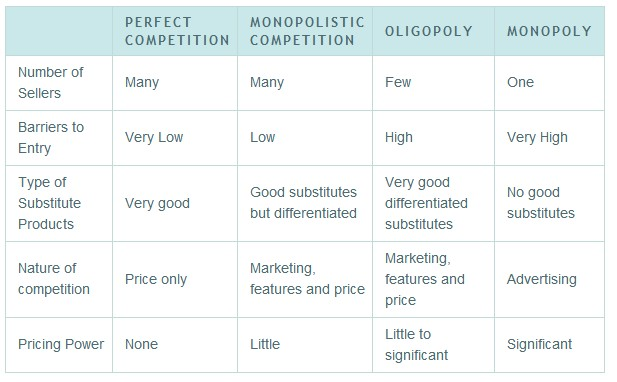 PERFECT COMPETITION
MONOPOLISTIC COMPETITION
OLIGOPOLY
MONOPOLY
Number of Sellers
Many
Many
Few
One
Barriers to Entry
Very Low
Low
High
Very High
Type of Substitute Products
Very good
Good substitutes but differentiated
Very good differentiated substitutes
No good substitutes
Nature of competition
Price only
Marketing, features and price
Marketing, features and price
Advertising
Pricing Power
None
Little
Little to significant
Significant